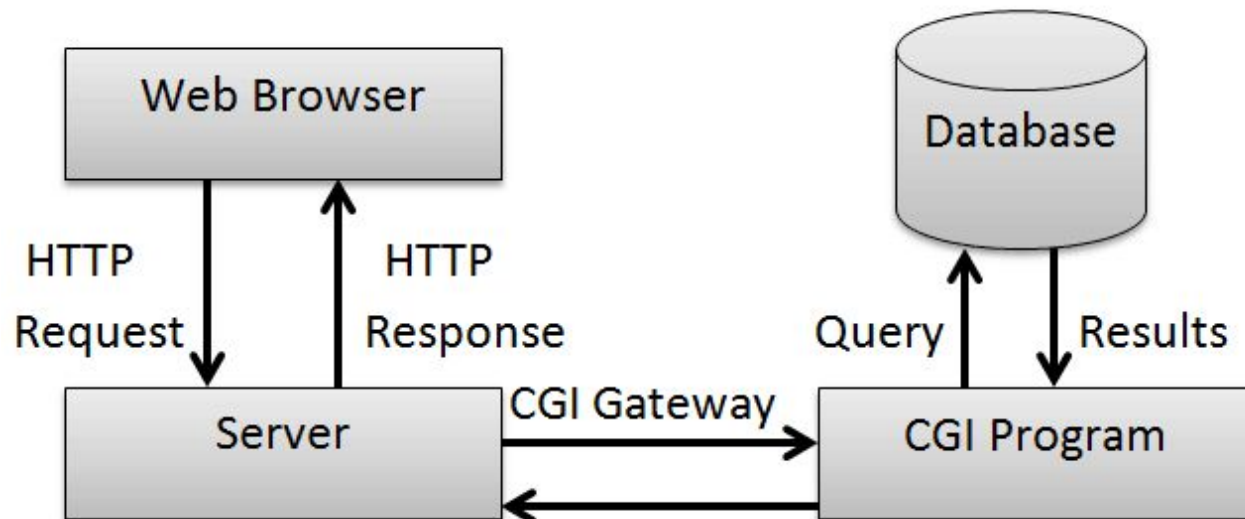 Web Browser
Database
HTTP
Request
HTTP
Response
Query
Results
Server
CGI Gateway
CGI Program